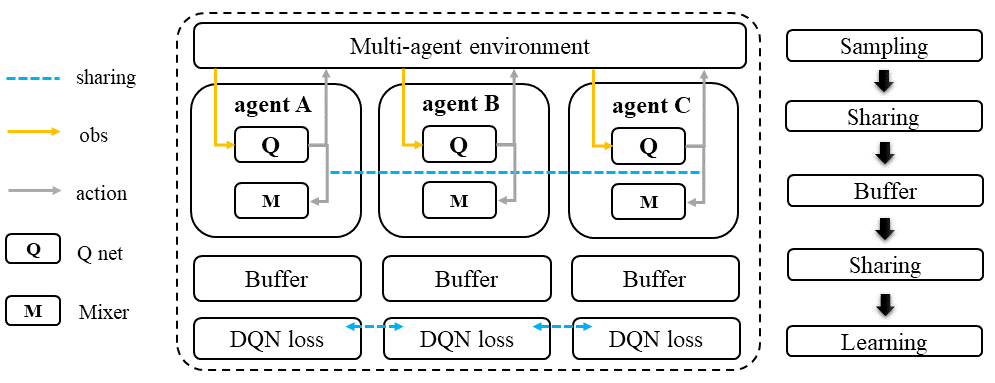 sharing
obs
action
Q
Q net
M
Mixer
Multi-agent environment
agent A
agent B
agent C
Q
Q
Q
M
M
M
Buffer
Buffer
Buffer
DQN loss
DQN loss
DQN loss
Sampling
Sharing
Buffer
Sharing
Learning